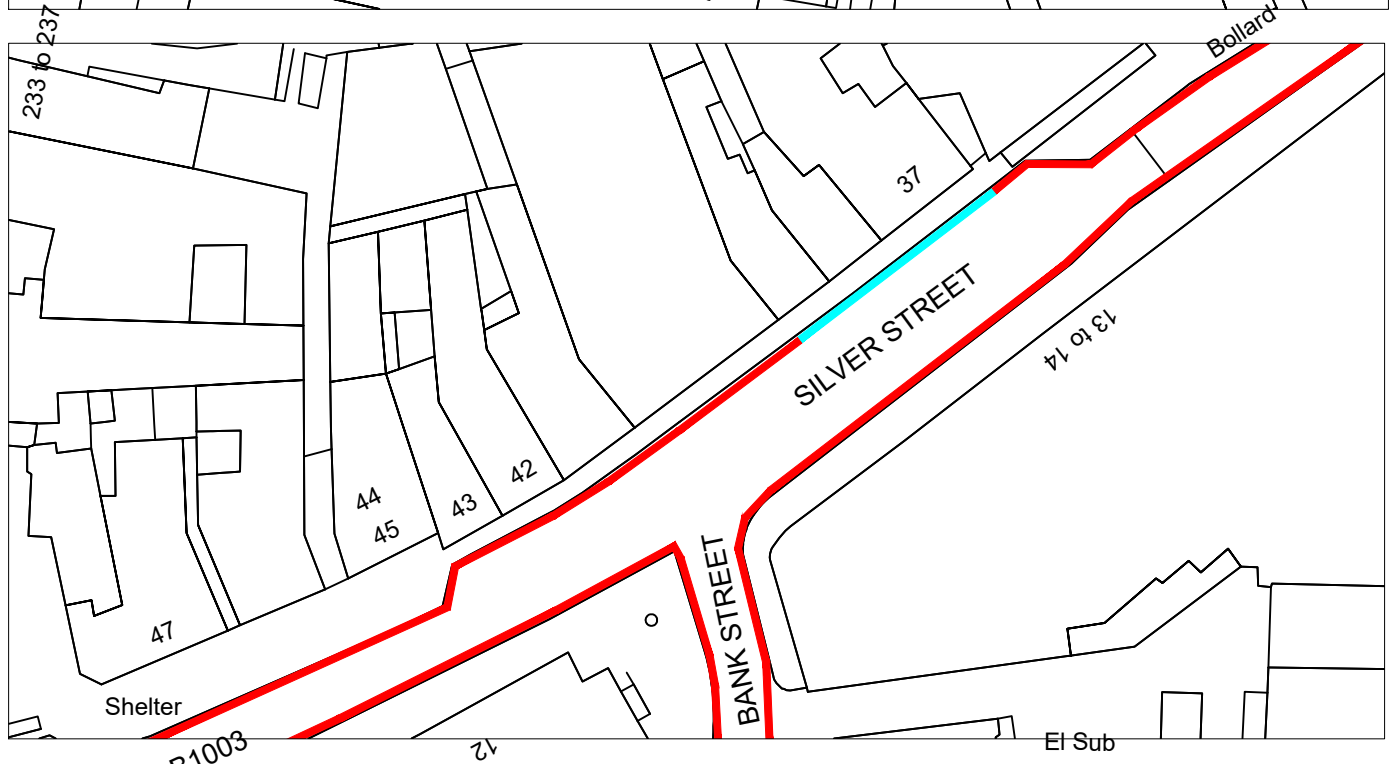 233 to 237
Bollard
37
SILVER STREET
13 to 14
42
44
43
45
BANK STREET
47
Shelter
B1003
12
El Sub